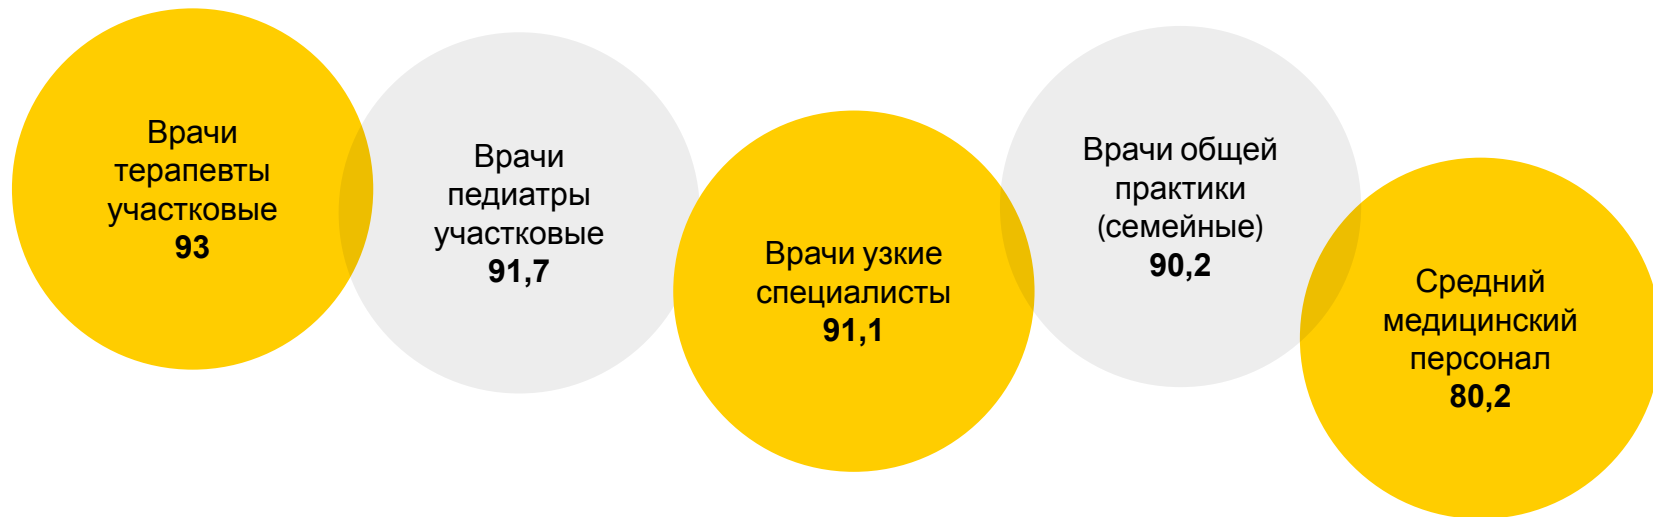 Врачи
терапевты
участковые
93
Врачи
педиатры
участковые
91,7
Врачи узкие
специалисты
91,1
Врачи общей
практики
(семейные)
90,2
Средний
медицинский
персонал
80,2